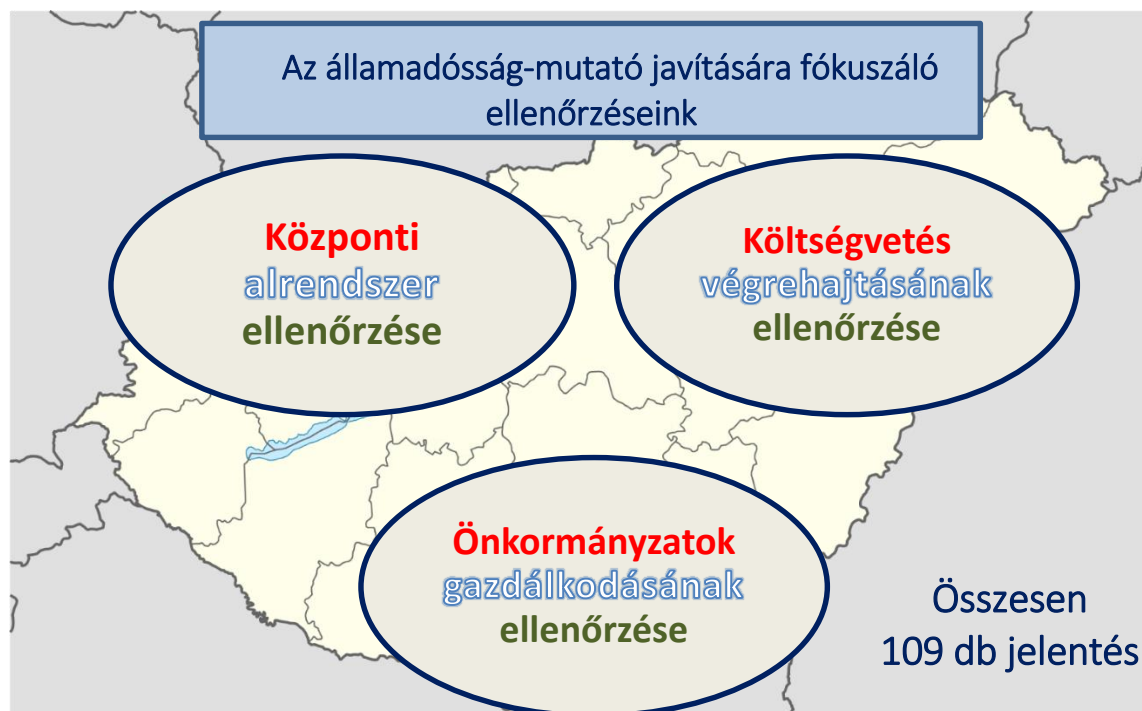 Az államadósság-mutató javítására fókuszáló
ellenőrzéseink
Központi
alrendszer
ellenőrzése
Költségvetés
végrehajtásának
ellenőrzése
Önkormányzatok
gazdálkodásának
ellenőrzése
Összesen
109 db jelentés